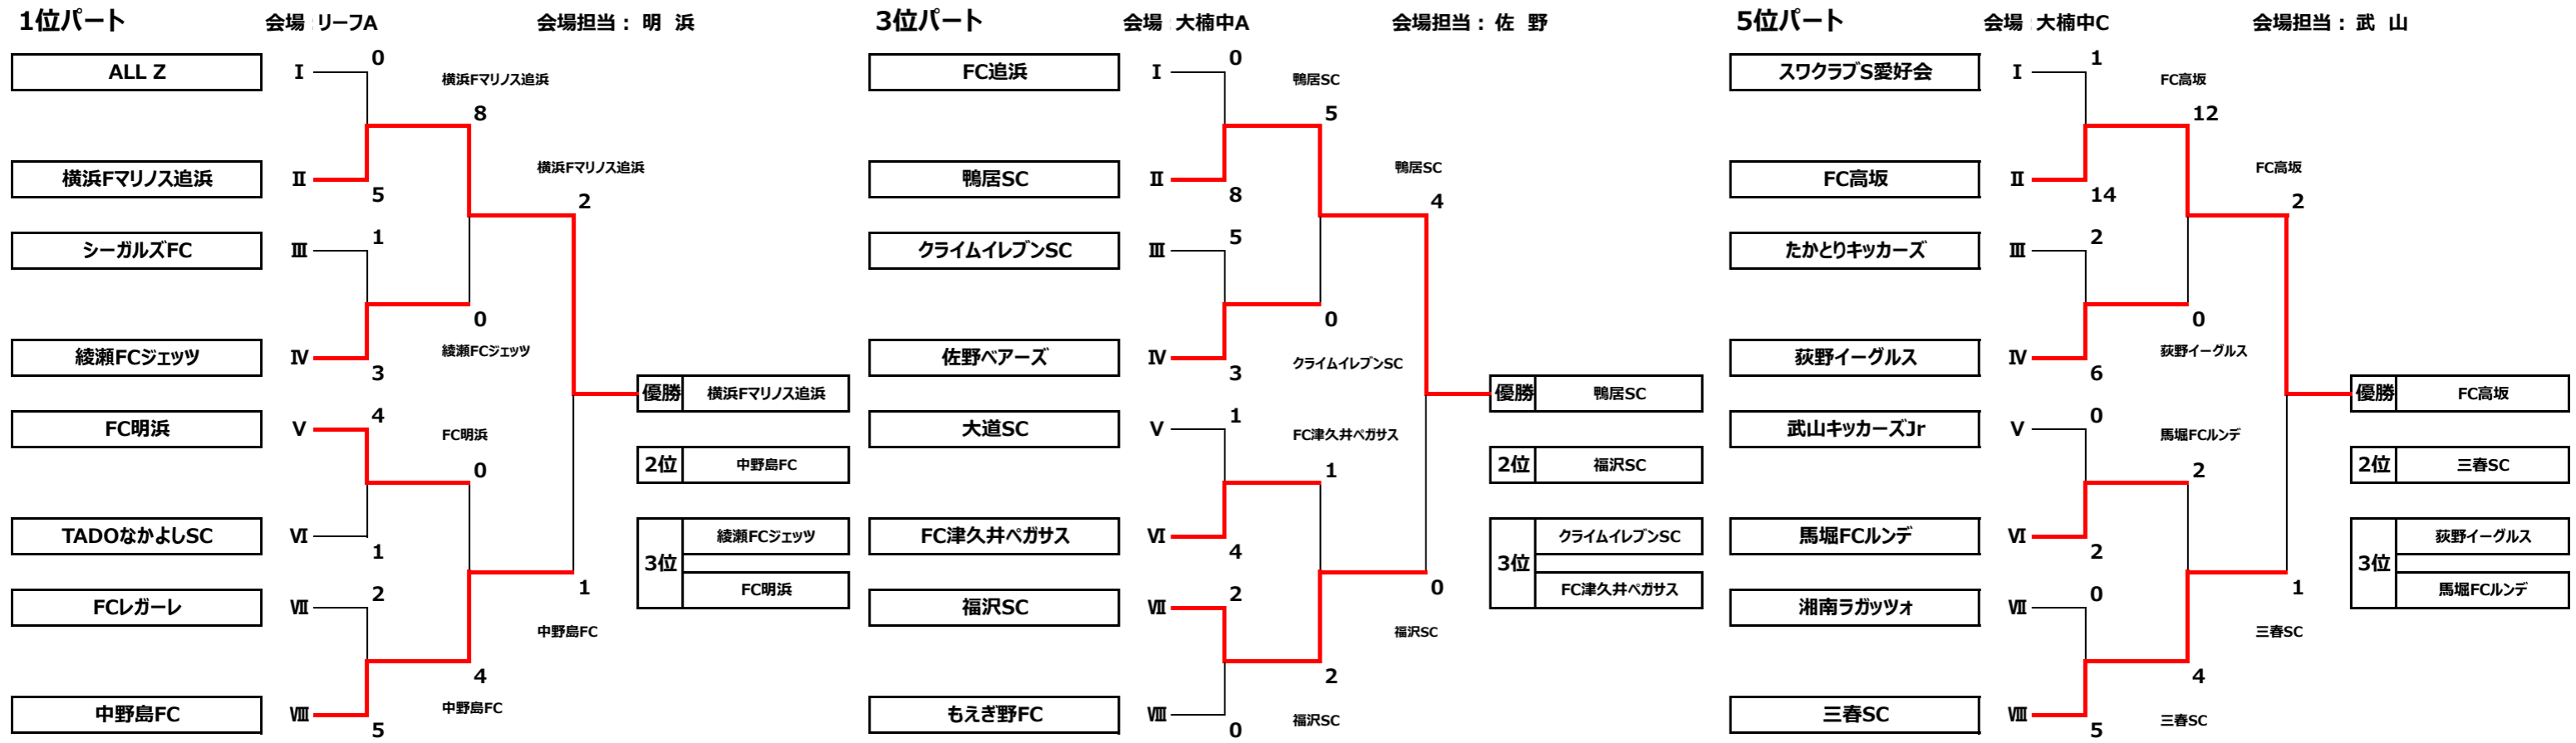 1位パート 会場 リーフA 会場担当： 明 浜
ALL Z I 0
横浜Fマリノス追浜
8
横浜Fマリノス追浜 II 5
横浜Fマリノス追浜
2
シーガルズFC III 1
0
綾瀬FCジェッツ IV 3
綾瀬FCジェッツ
優勝 横浜Fマリノス追浜
FC明浜 V 4
FC明浜
0
2位 中野島FC
TADOなかよしSC VI 1
3位 綾瀬FCジェッツ
FC明浜
FCレガーレ VII 2
1
中野島FC
4
中野島FC VIII 5
中野島FC
3位パート 会場 大楠中A 会場担当： 佐 野
FC追浜 I 0
鴨居SC
5
鴨居SC II 8
鴨居SC
4
クライムイレブンSC III 5
0
佐野ベアーズ IV 3
クライムイレブンSC
優勝 鴨居SC
大道SC V 1
FC津久井ペガサス
1
2位 福沢SC
FC津久井ペガサス VI 4
3位 クライムイレブンSC
FC津久井ペガサス
福沢SC VII 2
0
福沢SC
2
もえぎ野FC VIII 0
福沢SC
5位パート 会場 大楠中C 会場担当： 武 山
スワクラブS愛好会 I 1
FC高坂
12
FC高坂 II 14
FC高坂
2
たかとりキッカーズ III 2
0
荻野イーグルス IV 6
荻野イーグルス
優勝 FC高坂
武山キッカーズJr V 0
馬堀FCルンデ
2
2位 三春SC
馬堀FCルンデ VI 2
3位 荻野イーグルス
馬堀FCルンデ
湘南ラガッツォ VII 0
1
三春SC
4
三春SC VIII 5
三春SC